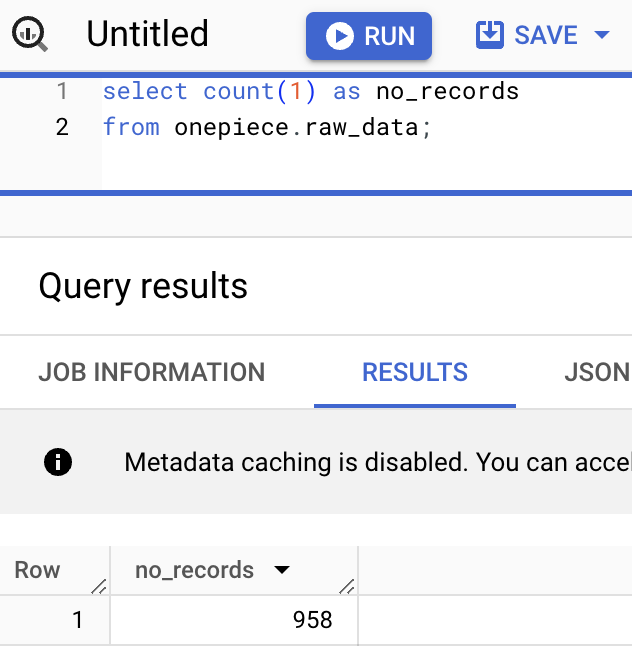 Untitled
RUN
SAVE
1 select count(1) as no_records
2 from onepiece.raw_data;
Query results
JOB INFORMATION
RESULTS
JSON
Metadata caching is disabled. You can accel
Row no_records
1 958